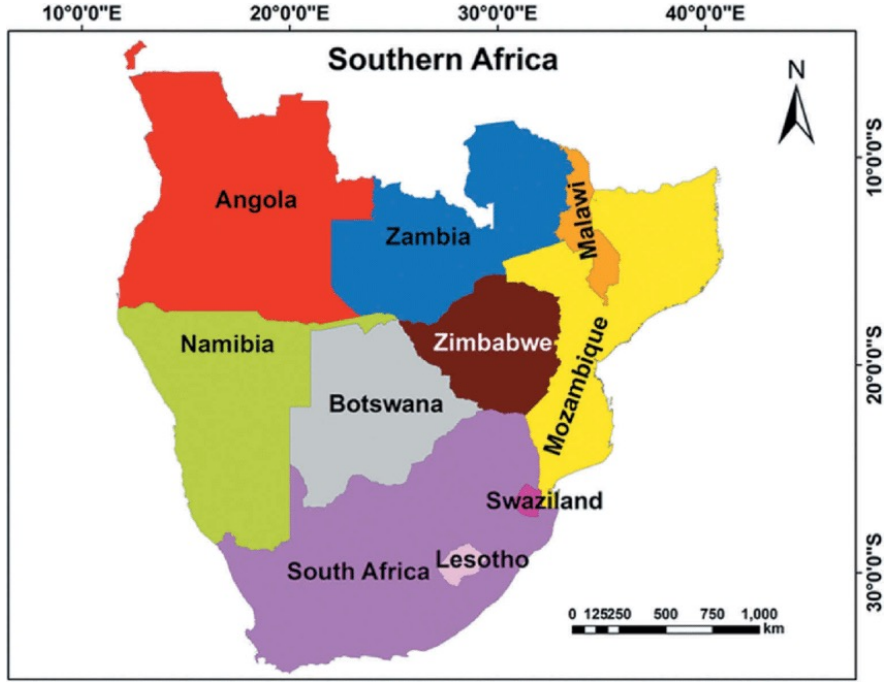 10°0'0"E 20°0'0"E 30°0'0"E 40°0'0"E
Southern Africa
N
10°0'0"S
Angola
Malawi
Zambia
Namibia
Zimbabwe
20°0'0"S
Mozambique
Botswana
Swaziland
Lesotho
South Africa
30°0'0"S
0 125250 500 750 1,000
km